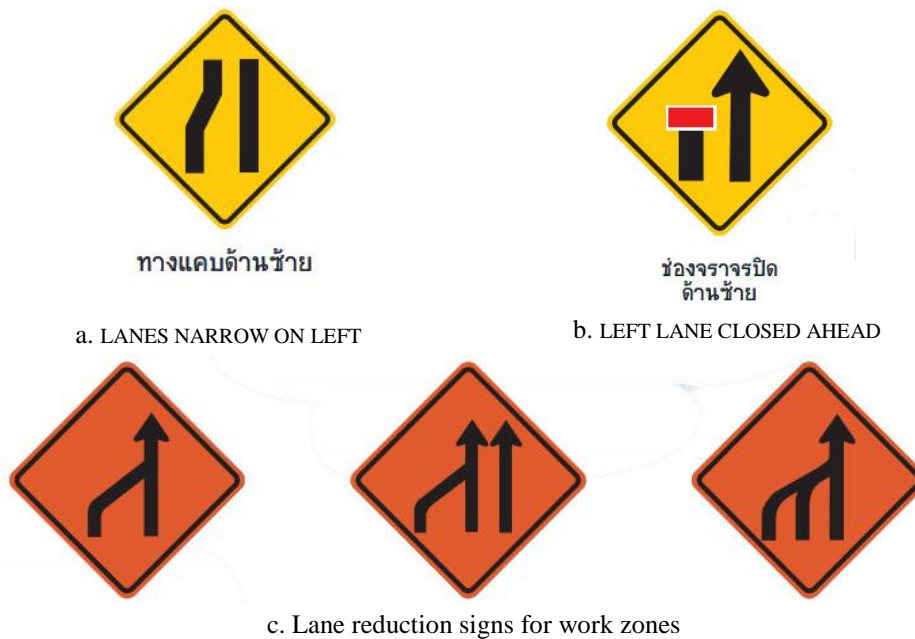 ทางแคบด้านซ้าย
a. LANES NARROW ON LEFT
ช่องจราจรปิด
ด้านซ้าย
b. LEFT LANE CLOSED AHEAD
c. Lane reduction signs for work zones